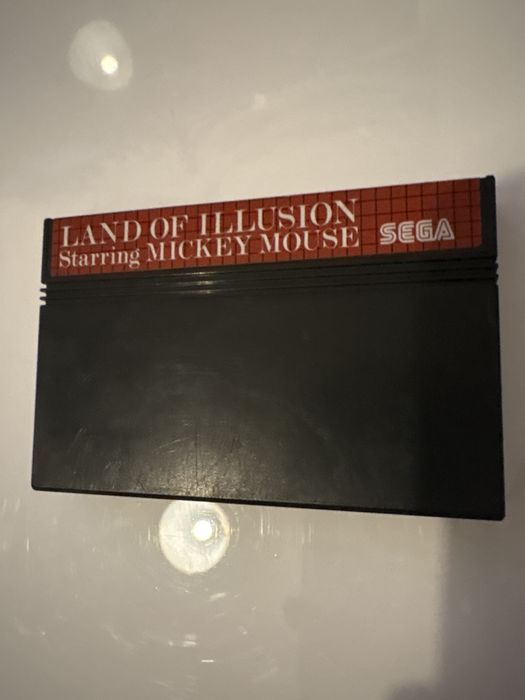 LAND OF ILLUSION
Starring MICKEY MOUSE
SEGA